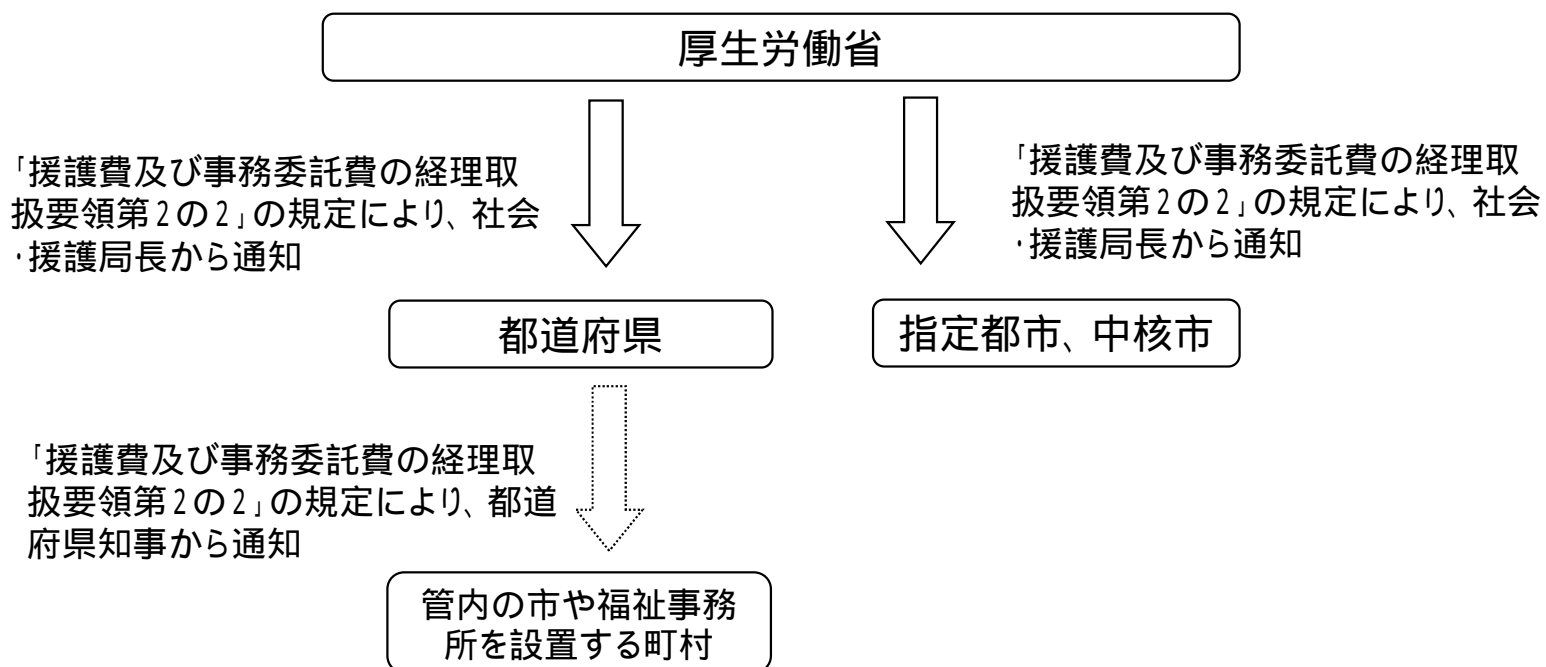 厚生労働省
「援護費及び事務委託費の経理取
扱要領第2の2」の規定により、社会
・援護局長から通知
「援護費及び事務委託費の経理取
扱要領第2の2」の規定により、社会
・援護局長から通知
都道府県
指定都市、中核市
「援護費及び事務委託費の経理取
扱要領第2の2」の規定により、都道
府県知事から通知
管内の市や福祉事務
所を設置する町村